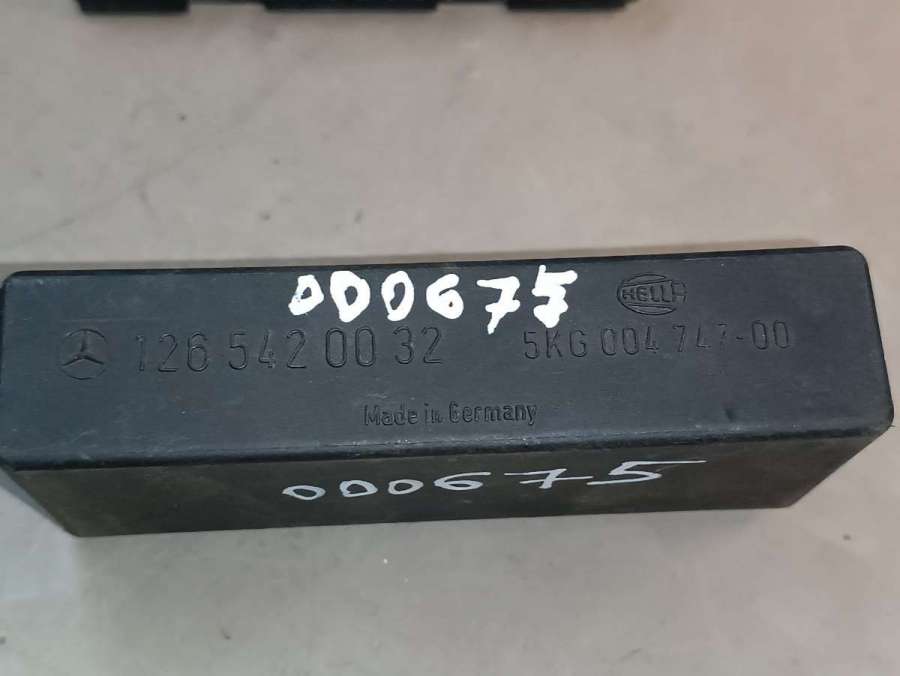 000675
HELLA
126 542 00 32
5KG 004 747-00
Made in Germany
000675